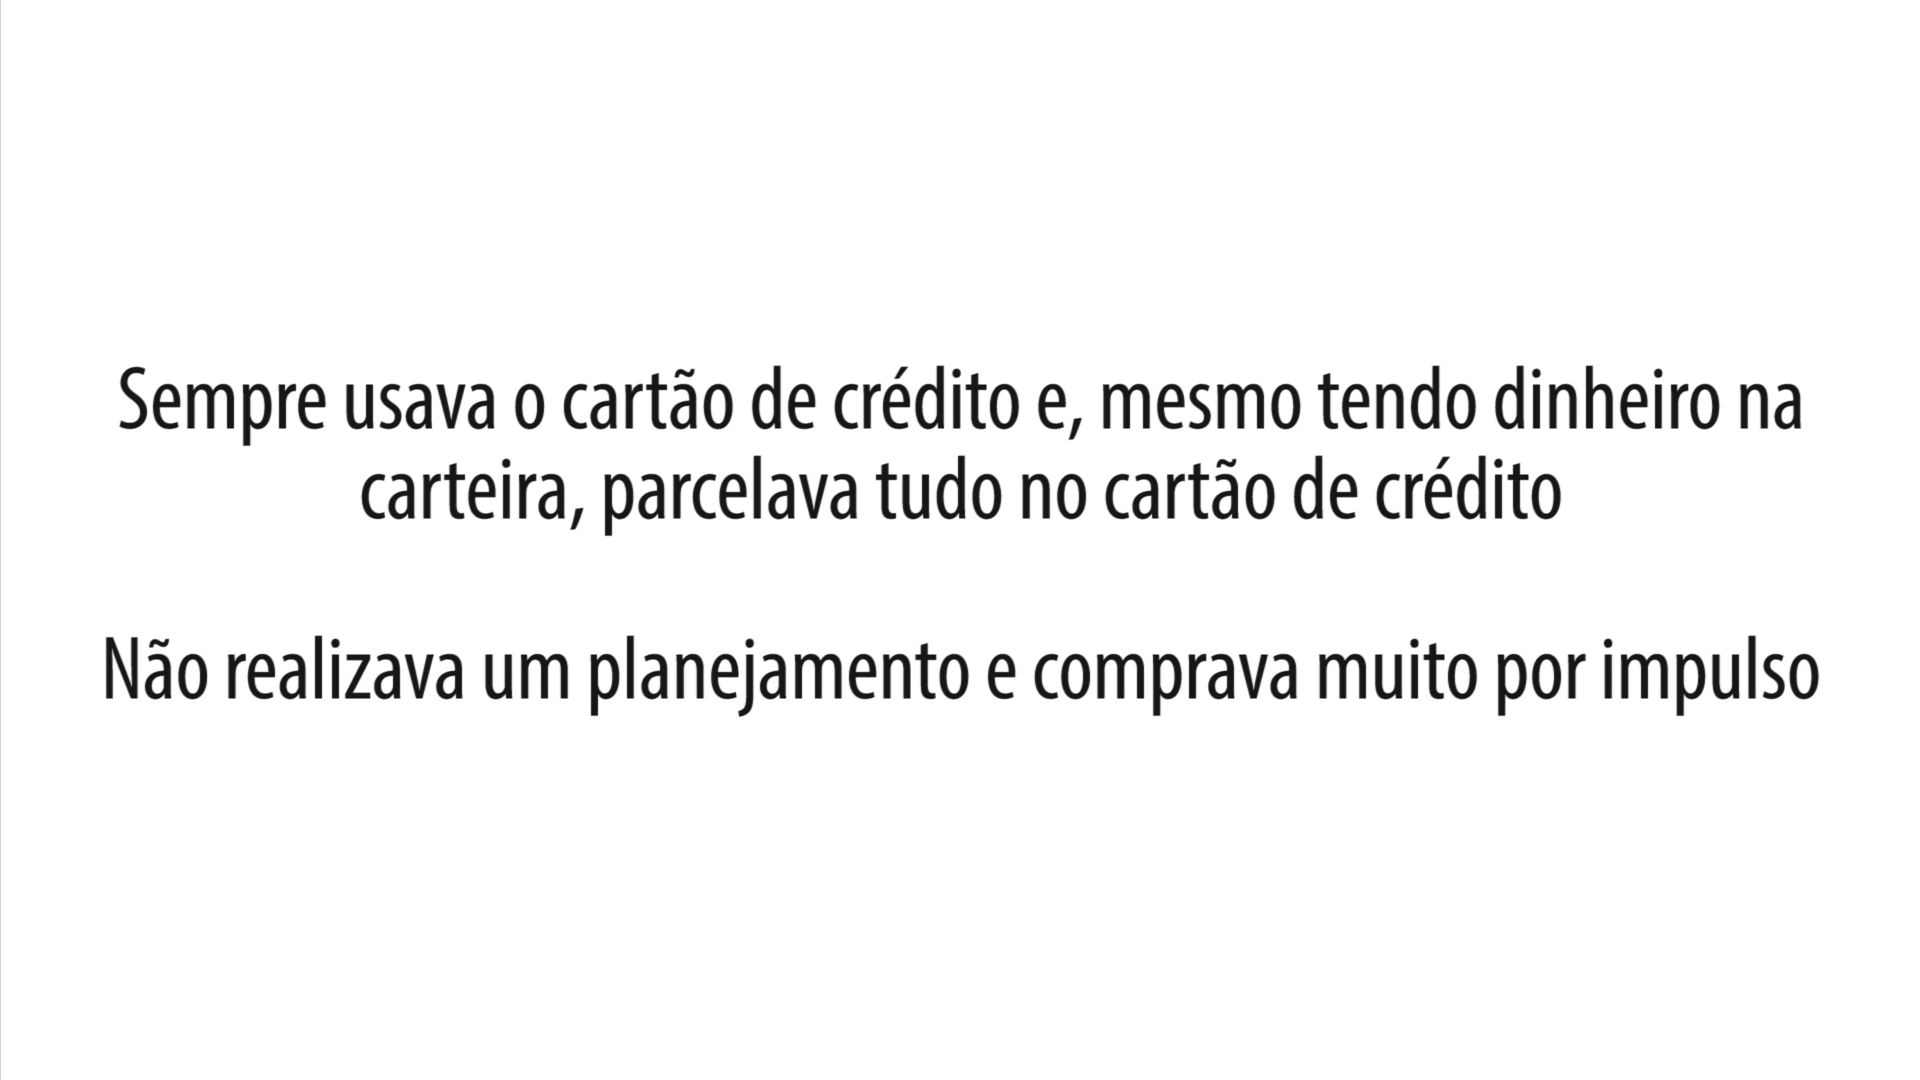 Sempre usava o cartão de crédito e, mesmo tendo dinheiro na
carteira, parcelava tudo no cartão de crédito
Não realizava um planejamento e comprava muito por impulso